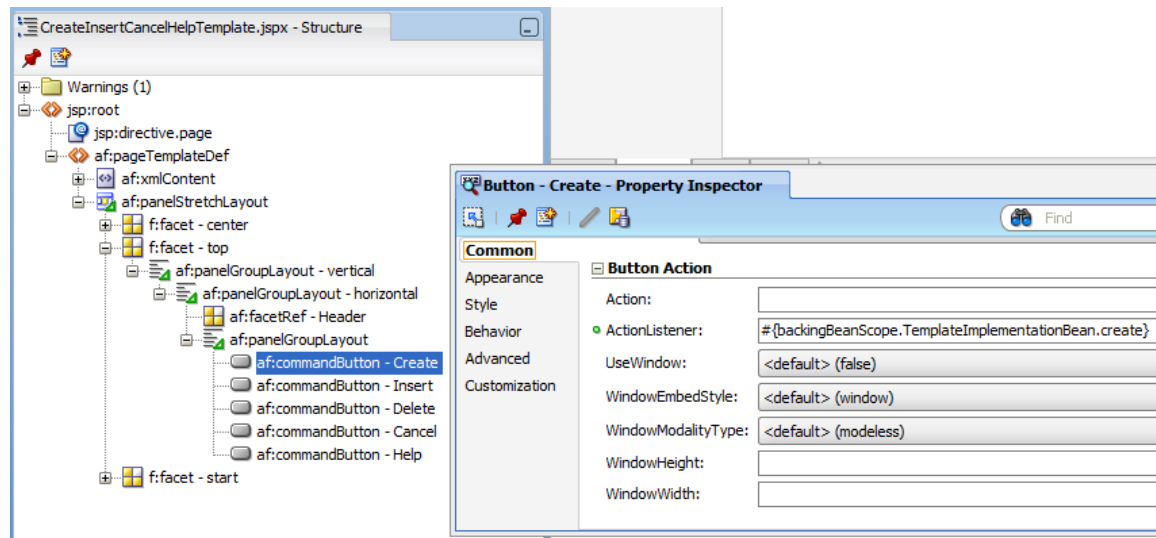 CreateInsertCancelHelpTemplate.jspx - Structure
Warnings (1)
jsp:root
jsp:directive.page
af:pageTemplateDef
af:xmlContent
af:panelStretchLayout
f:facet - center
f:facet - top
af:panelGroupLayout - vertical
af:panelGroupLayout - horizontal
af:facetRef - Header
af:panelGroupLayout
af:commandButton - Create
af:commandButton - Insert
af:commandButton - Delete
af:commandButton - Cancel
af:commandButton - Help
f:facet - start
Button - Create - Property Inspector
Find
Common
Appearance
Style
Behavior
Advanced
Customization
Button Action
Action:
ActionListener: #{backingBeanScope.TemplateImplementationBean.create}
UseWindow: <default> (false)
WindowEmbedStyle: <default> (window)
WindowModalityType: <default> (modeless)
WindowHeight:
WindowWidth: